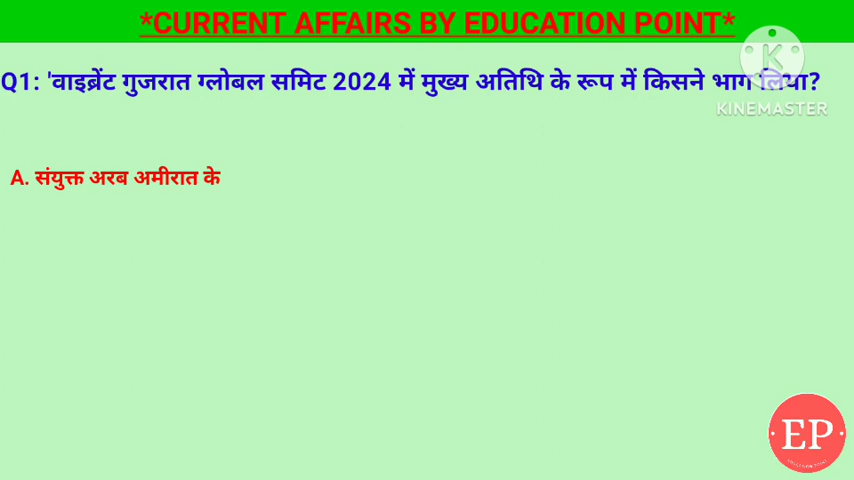 *CURRENT AFFAIRS BY EDUCATION POINT*
Q1: 'वाइब्रेंट गुजरात ग्लोबल समिट 2024 में मुख्य अतिथि के रूप में किसने भाग लिया?
KINEMASTER
A. संयुक्त अरब अमीरात के
EP